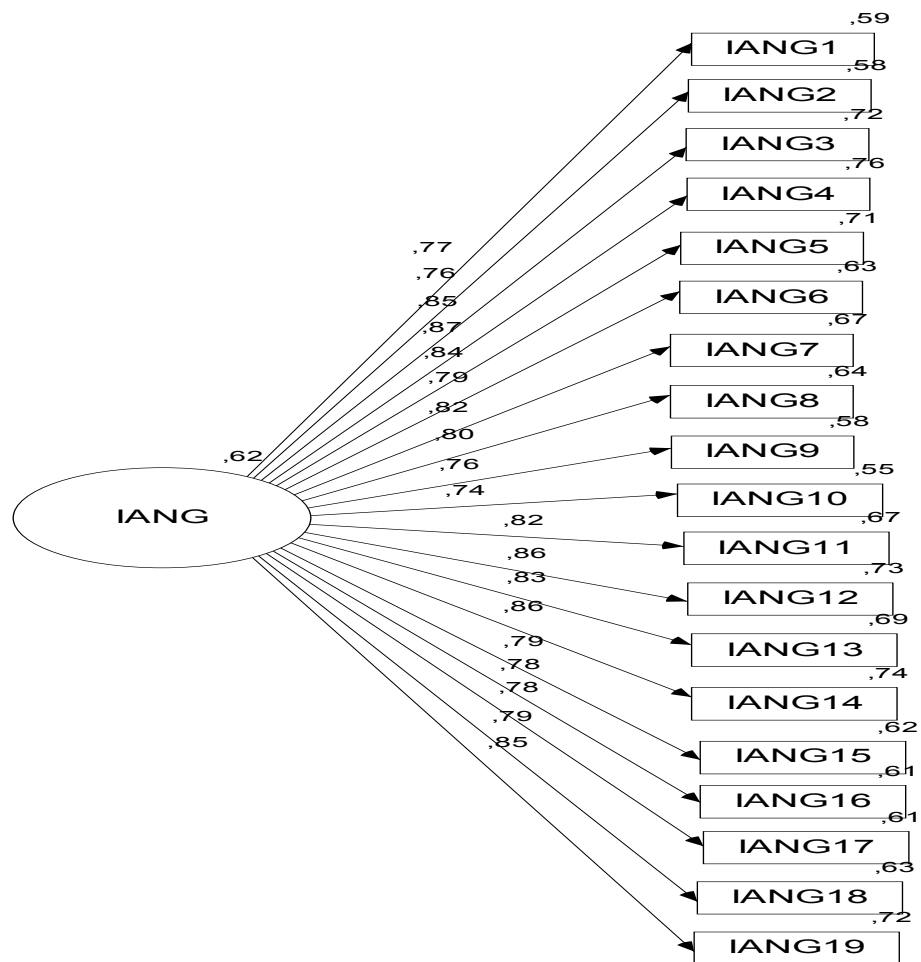 ,59
IANG1
,58
IANG2
,72
IANG3
,76
IANG4
,71
IANG5
,63
IANG6
,67
IANG7
,64
IANG8
,58
IANG9
,55
IANG10
,67
IANG11
,73
IANG12
,69
IANG13
,74
IANG14
,62
IANG15
,61
IANG16
,61
IANG17
,63
IANG18
,72
IANG19
,77
,76
,85
,87
,84
,79
,82
,80
,76
,74
,82
,86
,83
,86
,79
,78
,78
,79
,85
,62
IANG